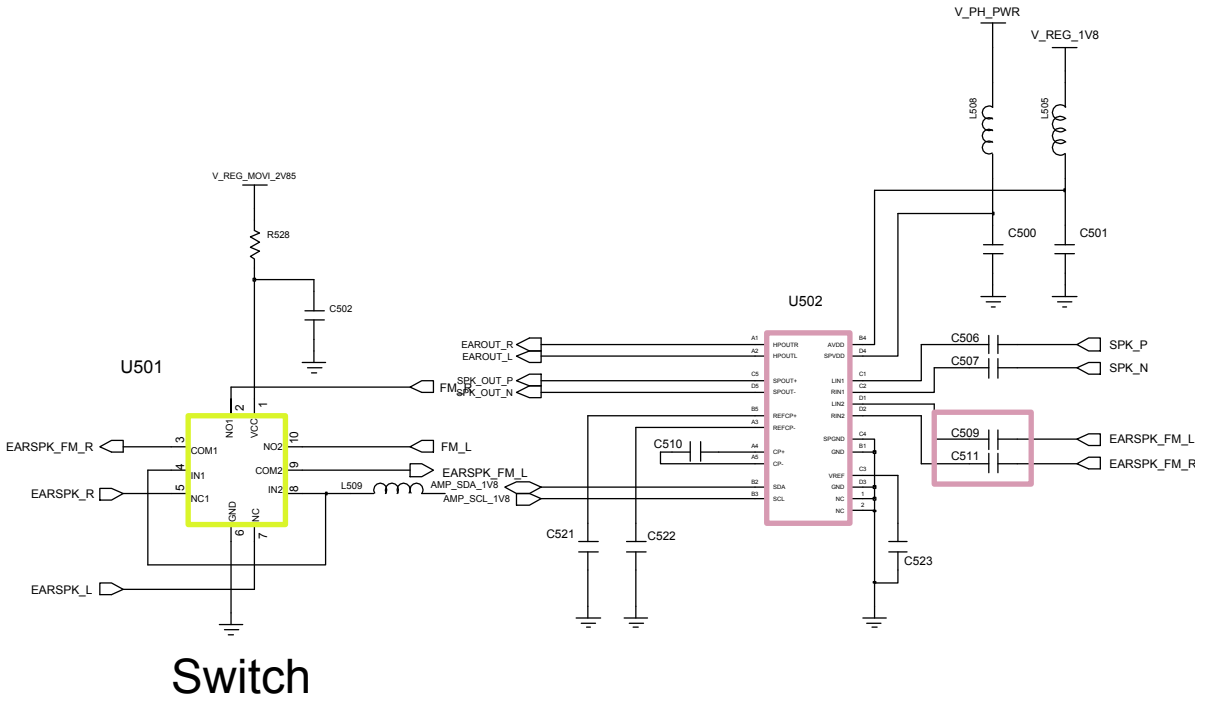 V_PH_PWR
V_REG_1V8
L508
L505
V_REG_MOVI_2V85
R528
C500
C501
C502
U502
U501
EAROUT_R
EAROUT_L
SPK_OUT_P
SPK_OUT_N
A1
A2
C5
D5
B5
A3
A4
A5
B2
B3
HPOUTR
HPOUTL
SPOUT+
SPOUT-
REFCP+
REFCP-
CP+
CP-
SDA
SCL
AVDD
SPVDD
LIN1
RIN1
LIN2
RIN2
SPGND
GND
VREF
GND
NC
NC
B4
D4
C1
C2
D1
D2
C4
B1
C3
D3
1
2
C506
SPK_P
C507
SPK_N
C509
EARSPK_FM_L
C511
EARSPK_FM_R
C510
FM_R
2
1
NO1
VCC
EARSPK_FM_R
3
COM1
NO2
10
FM_L
4
IN1
COM2
9
EARSPK_FM_L
EARSPK_R
5
NC1
IN2
8
L509
AMP_SDA_1V8
AMP_SCL_1V8
GND
NC
6
7
C521
C522
C523
EARSPK_L
Switch